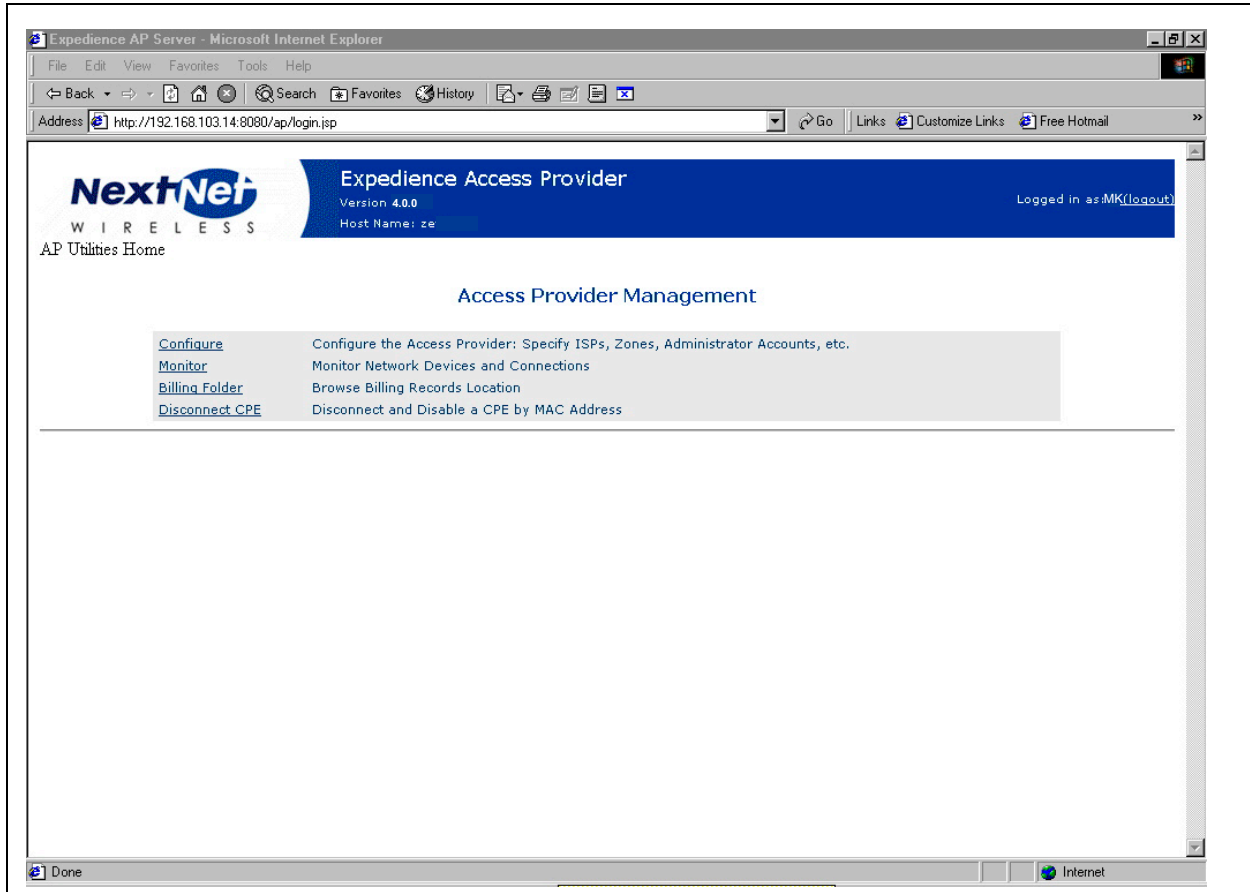 Expedience AP Server - Microsoft Internet Explorer
File Edit View Favorites Tools Help
Back Search Favorites History
Address http://192.168.103.14:8080/ap/login.jsp Go Links Customize Links Free Hotmail »
NextNet
WIRELESS
Expedience Access Provider
Version 4.0.0
Host Name: ze
Logged in as:MK(logout)
AP Utilities Home
Access Provider Management
Configure Configure the Access Provider: Specify ISPs, Zones, Administrator Accounts, etc.
Monitor Monitor Network Devices and Connections
Billing Folder Browse Billing Records Location
Disconnect CPE Disconnect and Disable a CPE by MAC Address
Done Internet